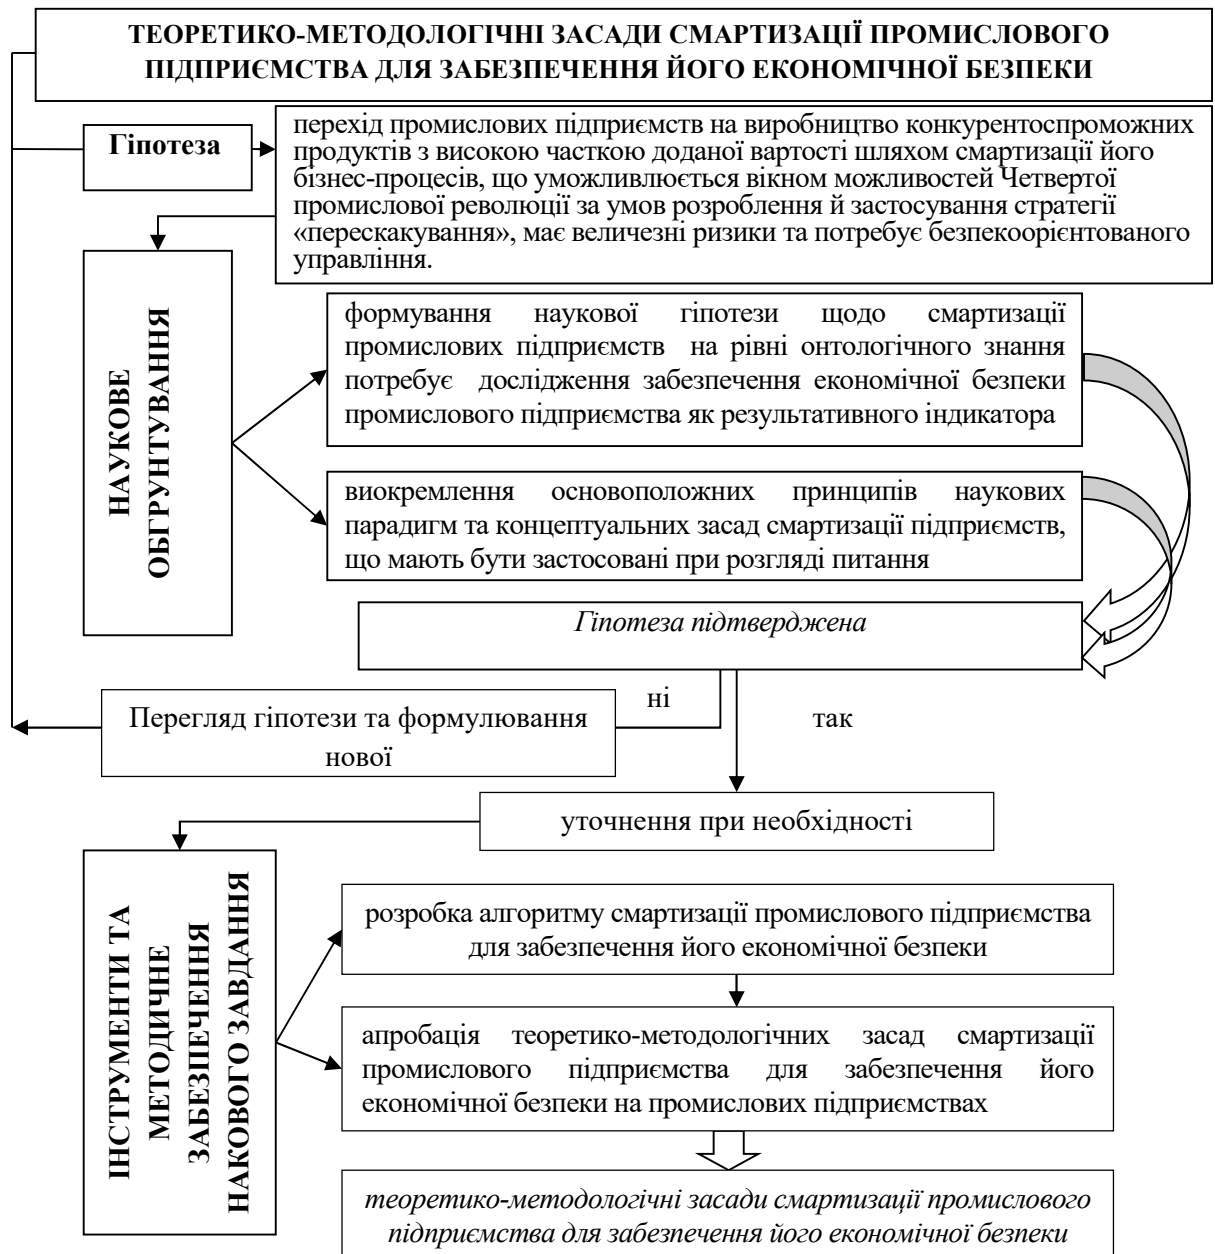 ТЕОРЕТИКО-МЕТОДОЛОГІЧНІ ЗАСАДИ СМАРТИЗАЦІЇ ПРОМИСЛОВОГО
ПІДПРИЄМСТВА ДЛЯ ЗАБЕЗПЕЧЕННЯ ЙОГО ЕКОНОМІЧНОЇ БЕЗПЕКИ
Гіпотеза
перехід промислових підприємств на виробництво конкурентоспроможних
продуктів з високою часткою доданої вартості шляхом смартизації його
бізнес-процесів, що уможливлюється вікном можливостей Четвертої
промислової революції за умов розроблення й застосування стратегії
«перескакування», має величезні ризики та потребує безпекоорієнтованого
управління.
НАУКОВЕ
ОБГРУНТУВАННЯ
формування наукової гіпотези щодо смартизації
промислових підприємств на рівні онтологічного знання
потребує дослідження забезпечення економічної безпеки
промислового підприємства як результативного індикатора
виокремлення основоположних принципів наукових
парадигм та концептуальних засад смартизації підприємств,
що мають бути застосовані при розгляді питання
Гіпотеза підтверджена
ні
так
Перегляд гіпотези та формулювання
нової
уточнення при необхідності
ІНСТРУМЕНТИ ТА
МЕТОДИЧНЕ
ЗАБЕЗПЕЧЕННЯ
НАКОВОГО ЗАВДАННЯ
розробка алгоритму смартизації промислового підприємства
для забезпечення його економічної безпеки
апробація теоретико-методологічних засад смартизації
промислового підприємства для забезпечення його
економічної безпеки на промислових підприємствах
теоретико-методологічні засади смартизації промислового
підприємства для забезпечення його економічної безпеки